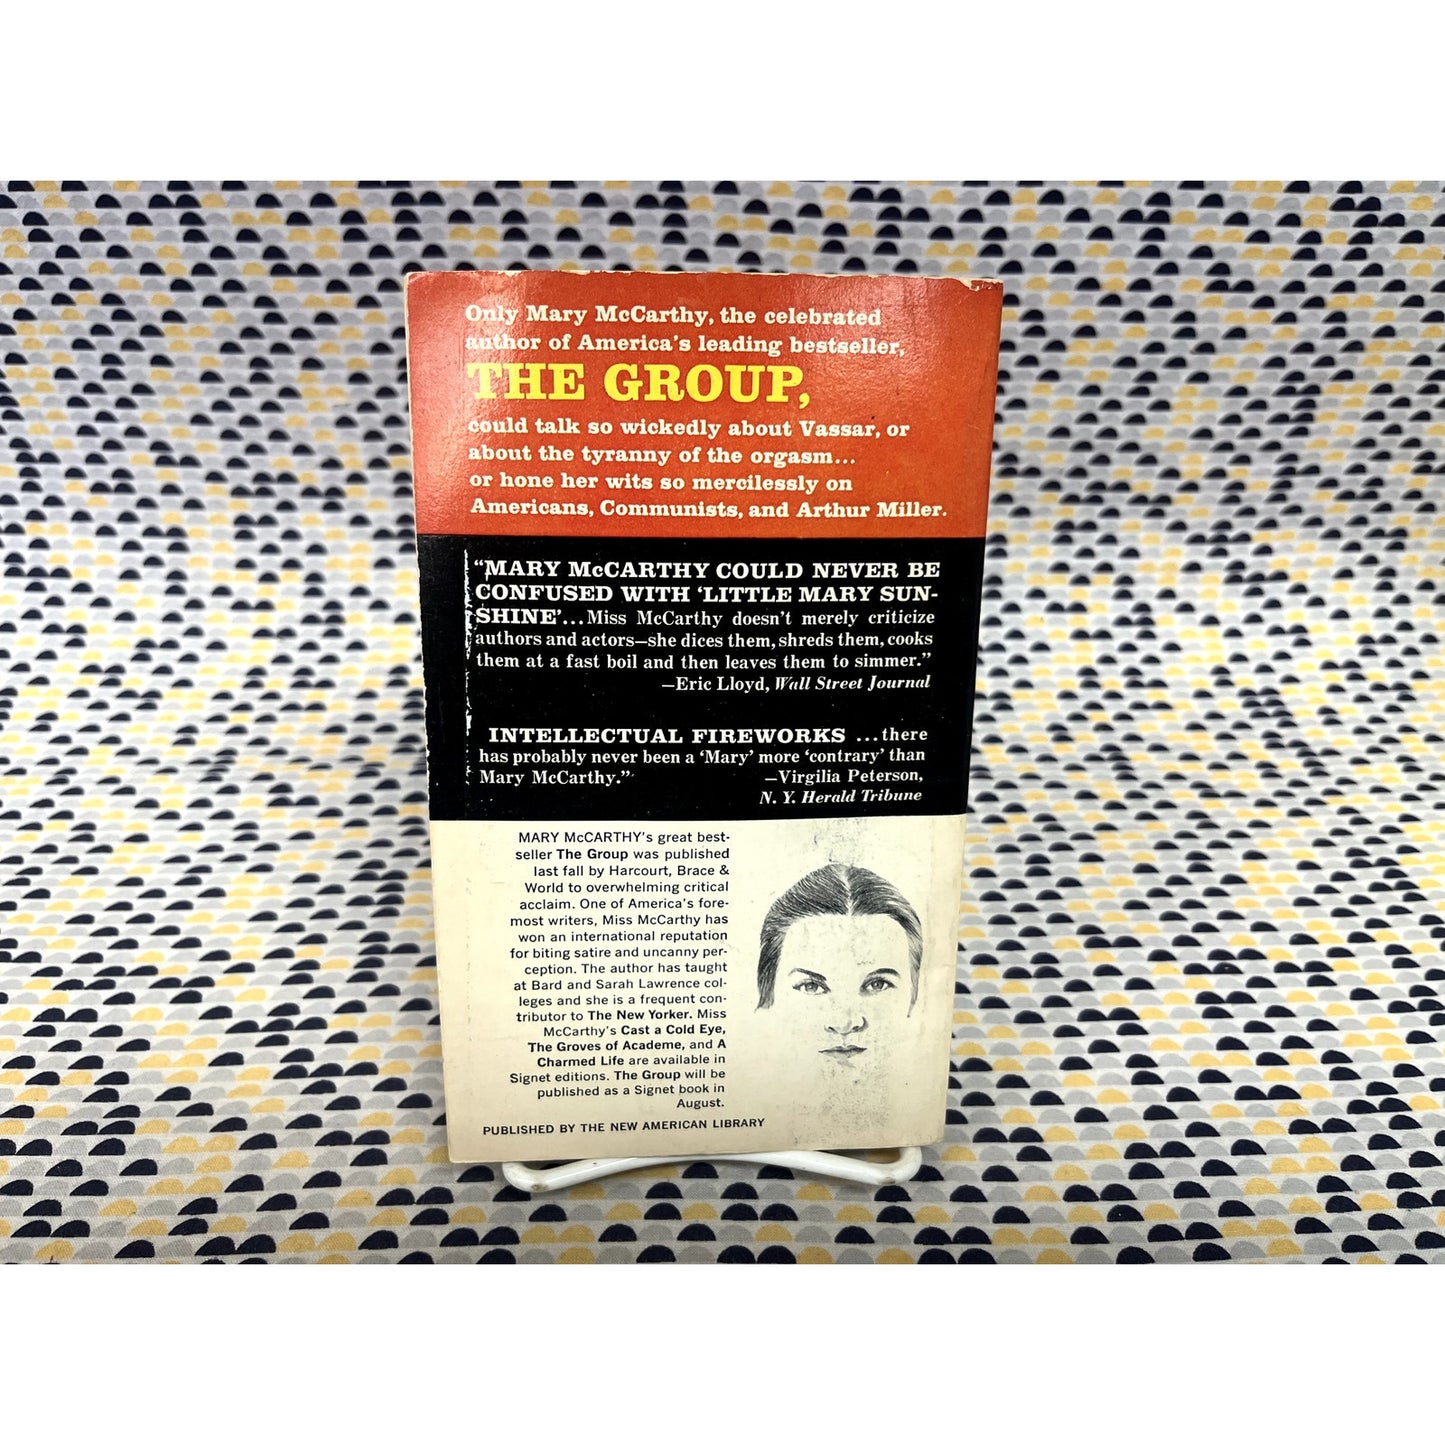 Only Mary McCarthy, the celebrated
author of America's leading bestseller,
THE GROUP,
could talk so wickedly about Vassar, or
about the tyranny of the orgasm...
or hone her wits so mercilessly on
Americans, Communists, and Arthur Miller.
“MARY McCARTHY COULD NEVER BE
CONFUSED WITH ‘LITTLE MARY SUN-
SHINE’...Miss McCarthy doesn't merely criticize
authors and actors—she dices them, shreds them, cooks
them at a fast boil and then leaves them to simmer.”
—Eric Lloyd, Wall Street Journal
INTELLECTUAL FIREWORKS ...there
has probably never been a ‘Mary’ more ‘contrary’ than
Mary McCarthy.” —Virgilia Peterson,
N. Y. Herald Tribune
MARY McCARTHY's great best-
seller The Group was published
last fall by Harcourt, Brace &
World to overwhelming critical
acclaim. One of America's fore-
most writers, Miss McCarthy has
won an international reputation
for biting satire and uncanny per-
ception. The author has taught
at Bard and Sarah Lawrence col-
leges and she is a frequent con-
tributor to The New Yorker. Miss
McCarthy's Cast a Cold Eye,
The Groves of Academe, and A
Charmed Life are available in
Signet editions. The Group will be
published as a Signet book in
August.
PUBLISHED BY THE NEW AMERICAN LIBRARY